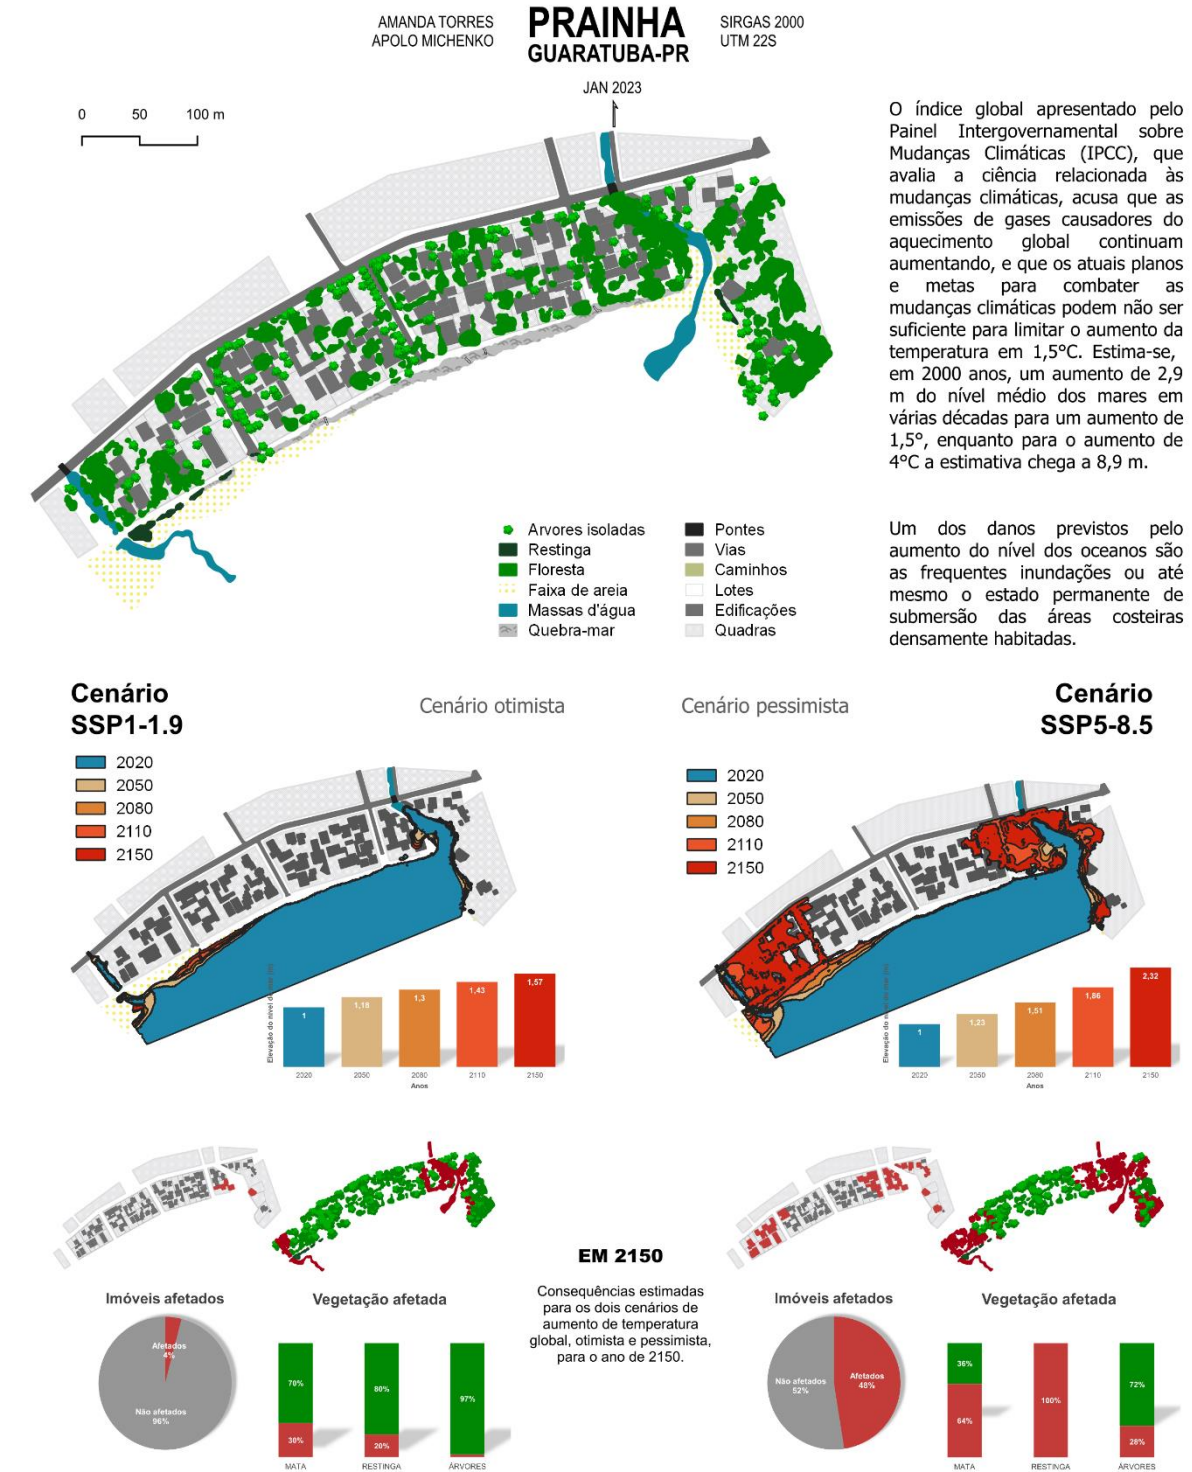 AMANDA TORRES
APOLO MICHENKO
PRAINHA
GUARATUBA-PR
SIRGAS 2000
UTM 22S
JAN 2023
0 50 100 m
O índice global apresentado pelo
Painel Intergovernamental sobre
Mudanças Climáticas (IPCC), que
avalia a ciência relacionada às
mudanças climáticas, acusa que as
emissões de gases causadores do
aquecimento global continuam
aumentando, e que os atuais planos
e metas para combater as
mudanças climáticas podem não ser
suficiente para limitar o aumento da
temperatura em 1,5°C. Estima-se,
em 2000 anos, um aumento de 2,9
m do nível médio dos mares em
várias décadas para um aumento de
1,5°, enquanto para o aumento de
4°C a estimativa chega a 8,9 m.
Um dos danos previstos pelo
aumento do nível dos oceanos são
as frequentes inundações ou até
mesmo o estado permanente de
submersão das áreas costeiras
densamente habitadas.
Arvores isoladas
Restinga
Floresta
Faixa de areia
Massas d'água
Quebra-mar
Pontes
Vias
Caminhos
Lotes
Edificações
Quadras
Cenário
SSP1-1.9
Cenário otimista
2020
2050
2080
2110
2150
Elevação do nível do mar (m)
1
1,18
1,3
1,43
1,57
2020 2050 2080 2110 2150
Anos
Cenário pessimista
Cenário
SSP5-8.5
2020
2050
2080
2110
2150
Elevação do nível do mar (m)
1
1,23
1,51
1,86
2,32
2020 2050 2080 2110 2150
Anos
Imóveis afetados
Afetados
4%
Não afetados
96%
Vegetação afetada
70%
30%
80%
20%
97%
MATA RESTINGA ÁRVORES
EM 2150
Consequências estimadas
para os dois cenários de
aumento de temperatura
global, otimista e pessimista,
para o ano de 2150.
Imóveis afetados
Não afetados
52%
Afetados
48%
Vegetação afetada
36%
64%
100%
72%
28%
MATA RESTINGA ÁRVORES